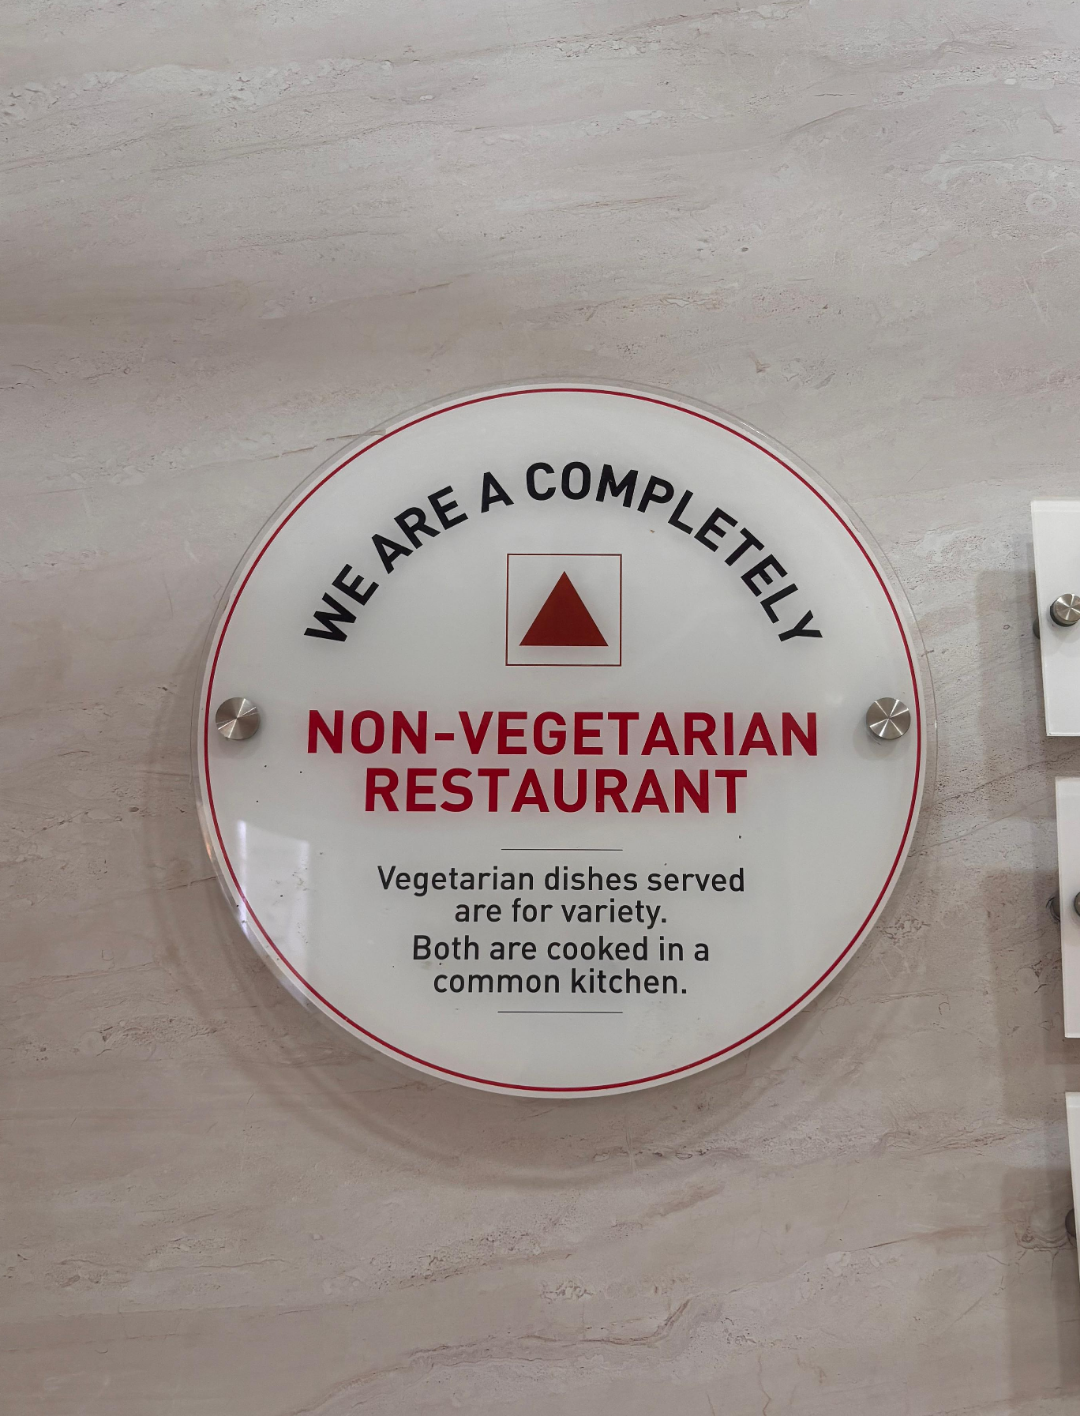 WE ARE A COMPLETELY
NON-VEGETARIAN
RESTAURANT
Vegetarian dishes served
are for variety.
Both are cooked in a
common kitchen.